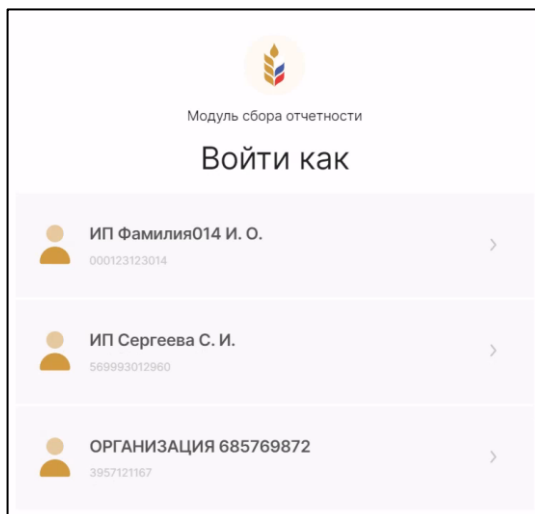 Модуль сбора отчетности
Войти как
ИП Фамилия014 И. О.
000123123014
ИП Сергеева С. И.
569993012960
ОРГАНИЗАЦИЯ 685769872
3957121167